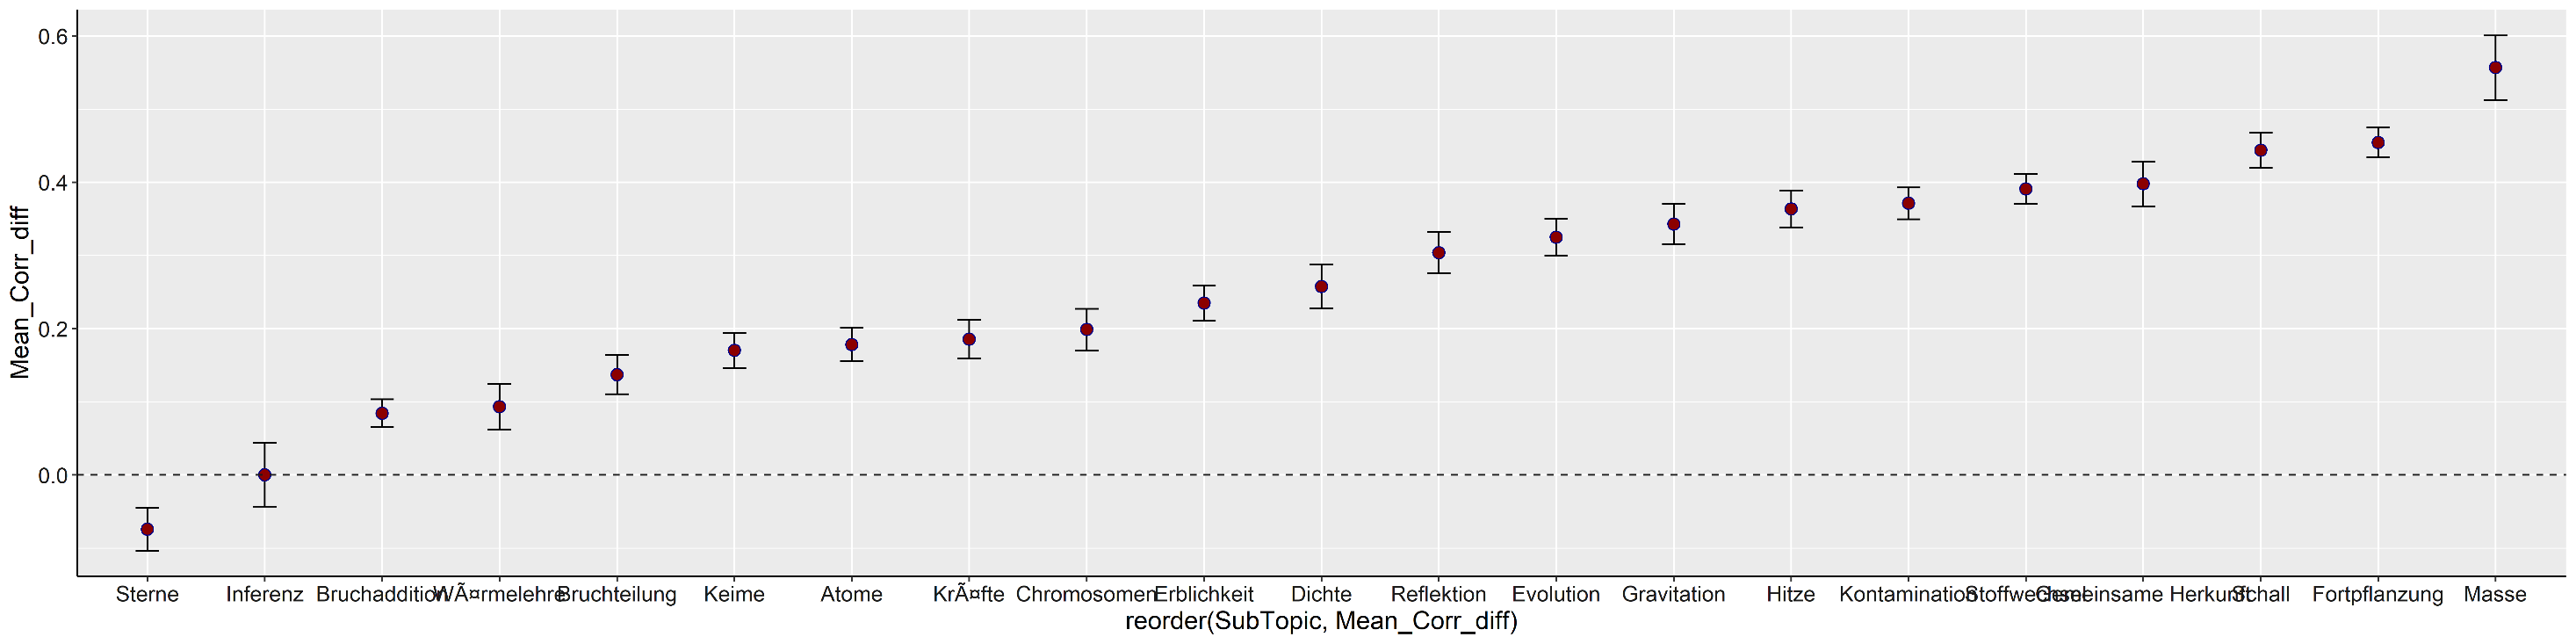 0.6
0.4
0.2
0.0
Mean_Corr_diff
Sterne Inferenz Bruchaddition WÃ¤rmelehre Bruchteilung Keime Atome KrÃ¤fte Chromosomen Erblichkeit Dichte Reflektion Evolution Gravitation Hitze Kontamination Stoffwechsel Gemeinsame Herkunft Schall Fortpflanzung Masse
reorder(SubTopic, Mean_Corr_diff)